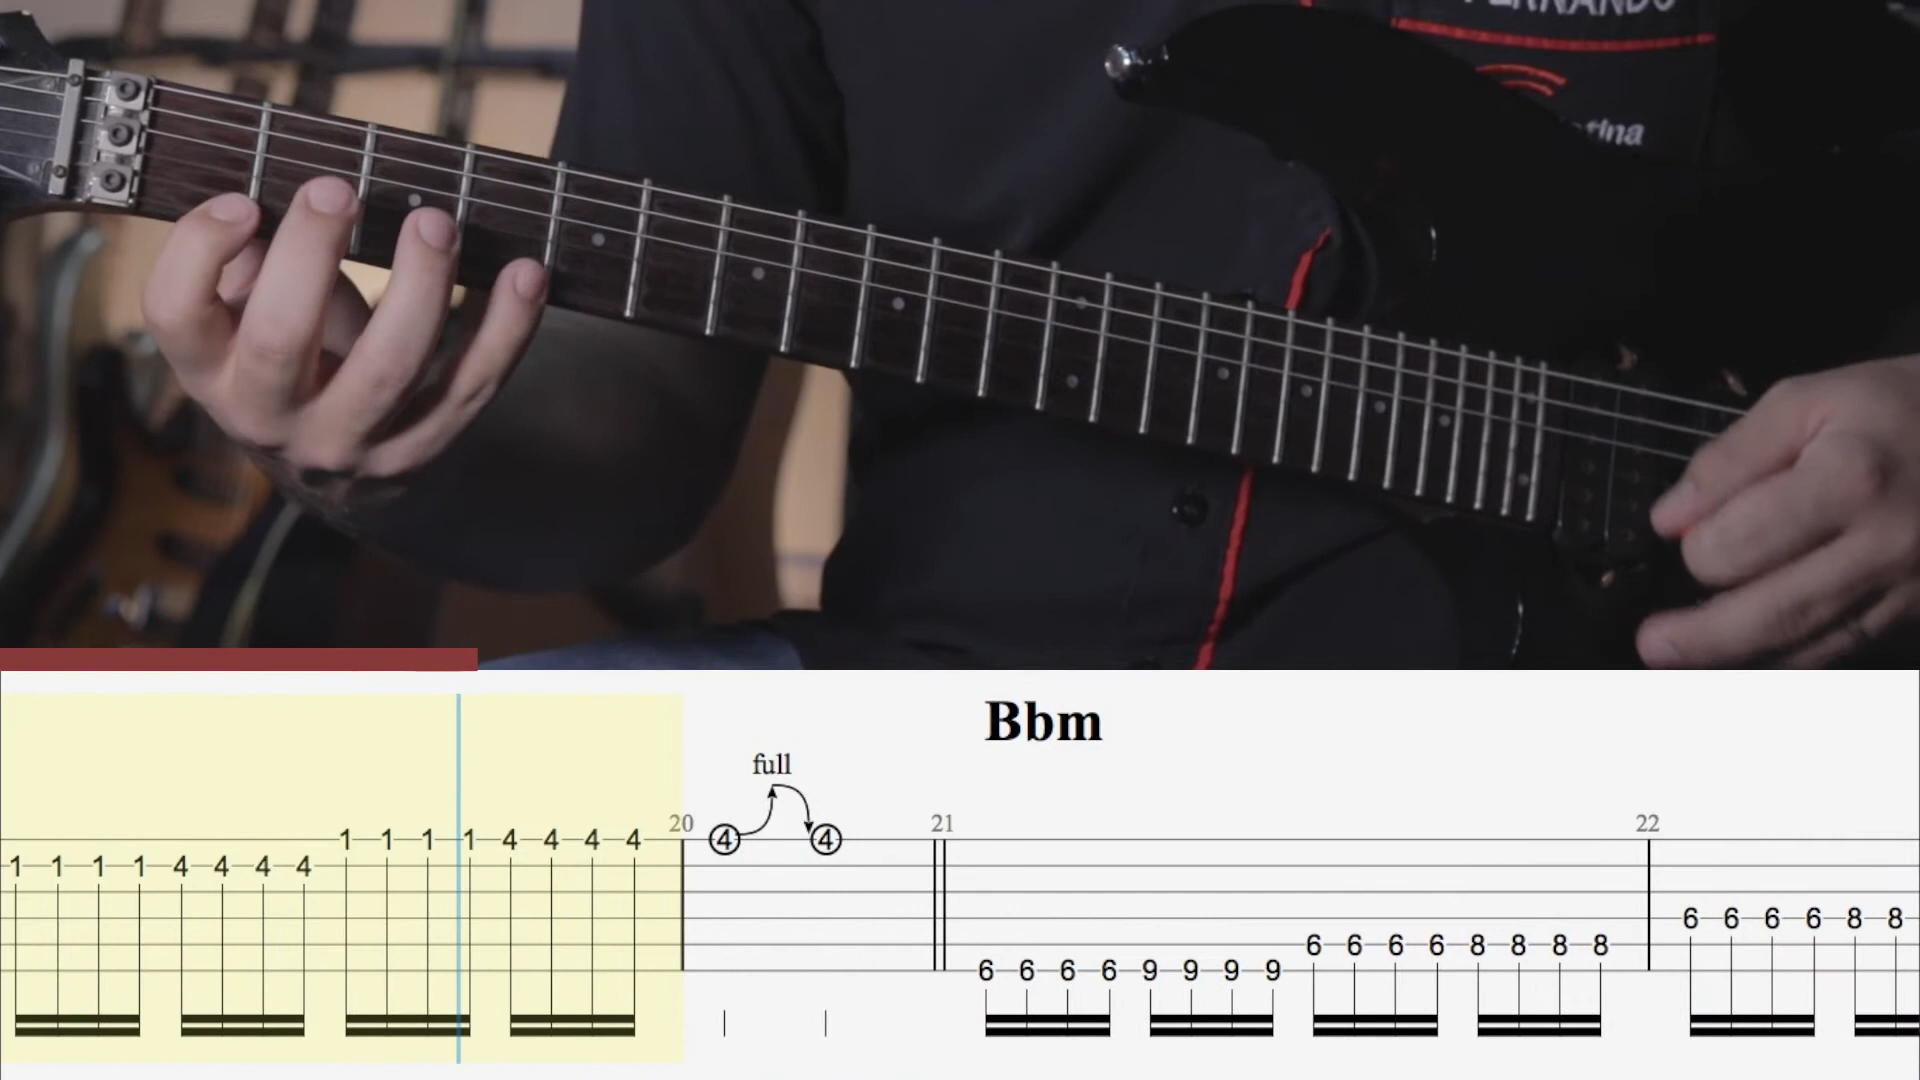 FERNANDO
Bbm
full
20 4 4 21 22
1 1 1 1 4 4 4 4
1 1 1 1 4 4 4 4
6 6 6 6 8 8
6 6 6 6 8 8 8 8
6 6 6 6 9 9 9 9